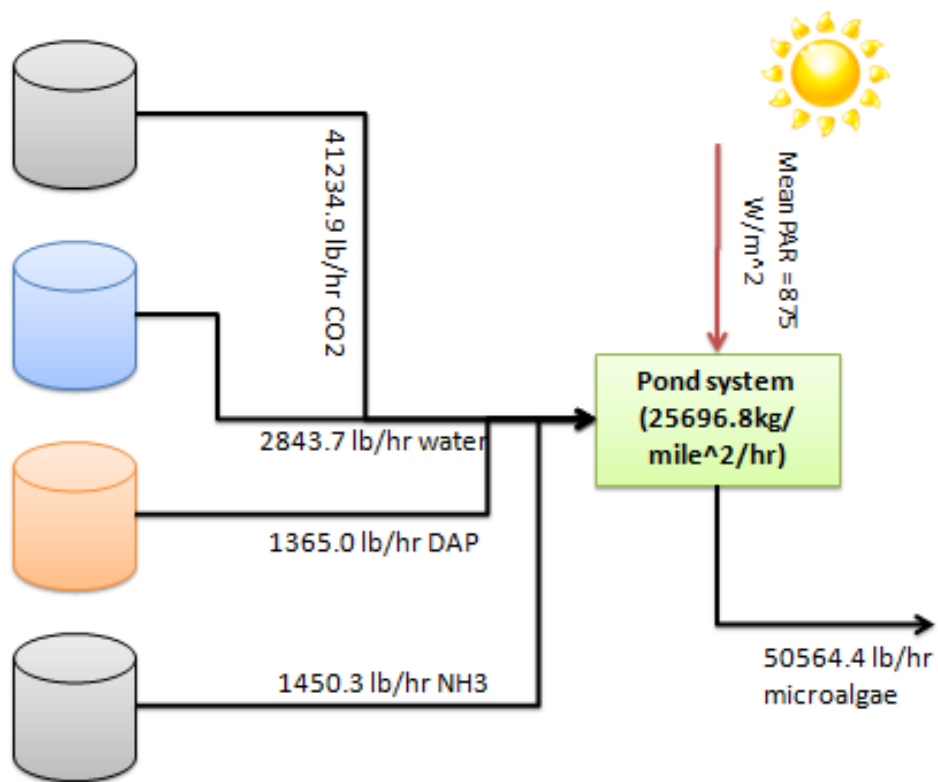 41234.9 lb/hr CO2
Mean PAR =875
W/m^2
Pond system
(25696.8kg/
mile^2/hr)
2843.7 lb/hr water
1365.0 lb/hr DAP
1450.3 lb/hr NH3
50564.4 lb/hr
microalgae